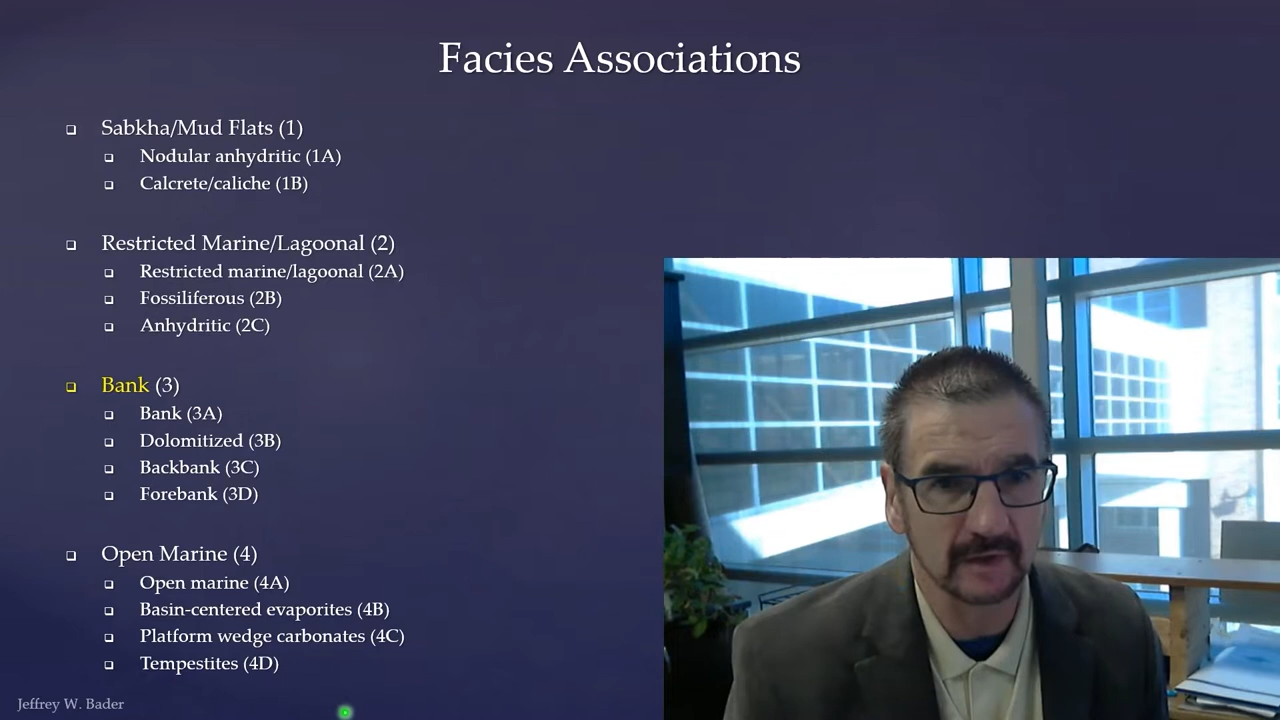 Facies Associations
Sabkha/Mud Flats (1)
Nodular anhydritic (1A)
Calcrete/caliche (1B)
Restricted Marine/Lagoonal (2)
Restricted marine/lagoonal (2A)
Fossiliferous (2B)
Anhydritic (2C)
Bank (3)
Bank (3A)
Dolomitized (3B)
Backbank (3C)
Forebank (3D)
Open Marine (4)
Open marine (4A)
Basin-centered evaporites (4B)
Platform wedge carbonates (4C)
Tempestites (4D)
Jeffrey W. Bader